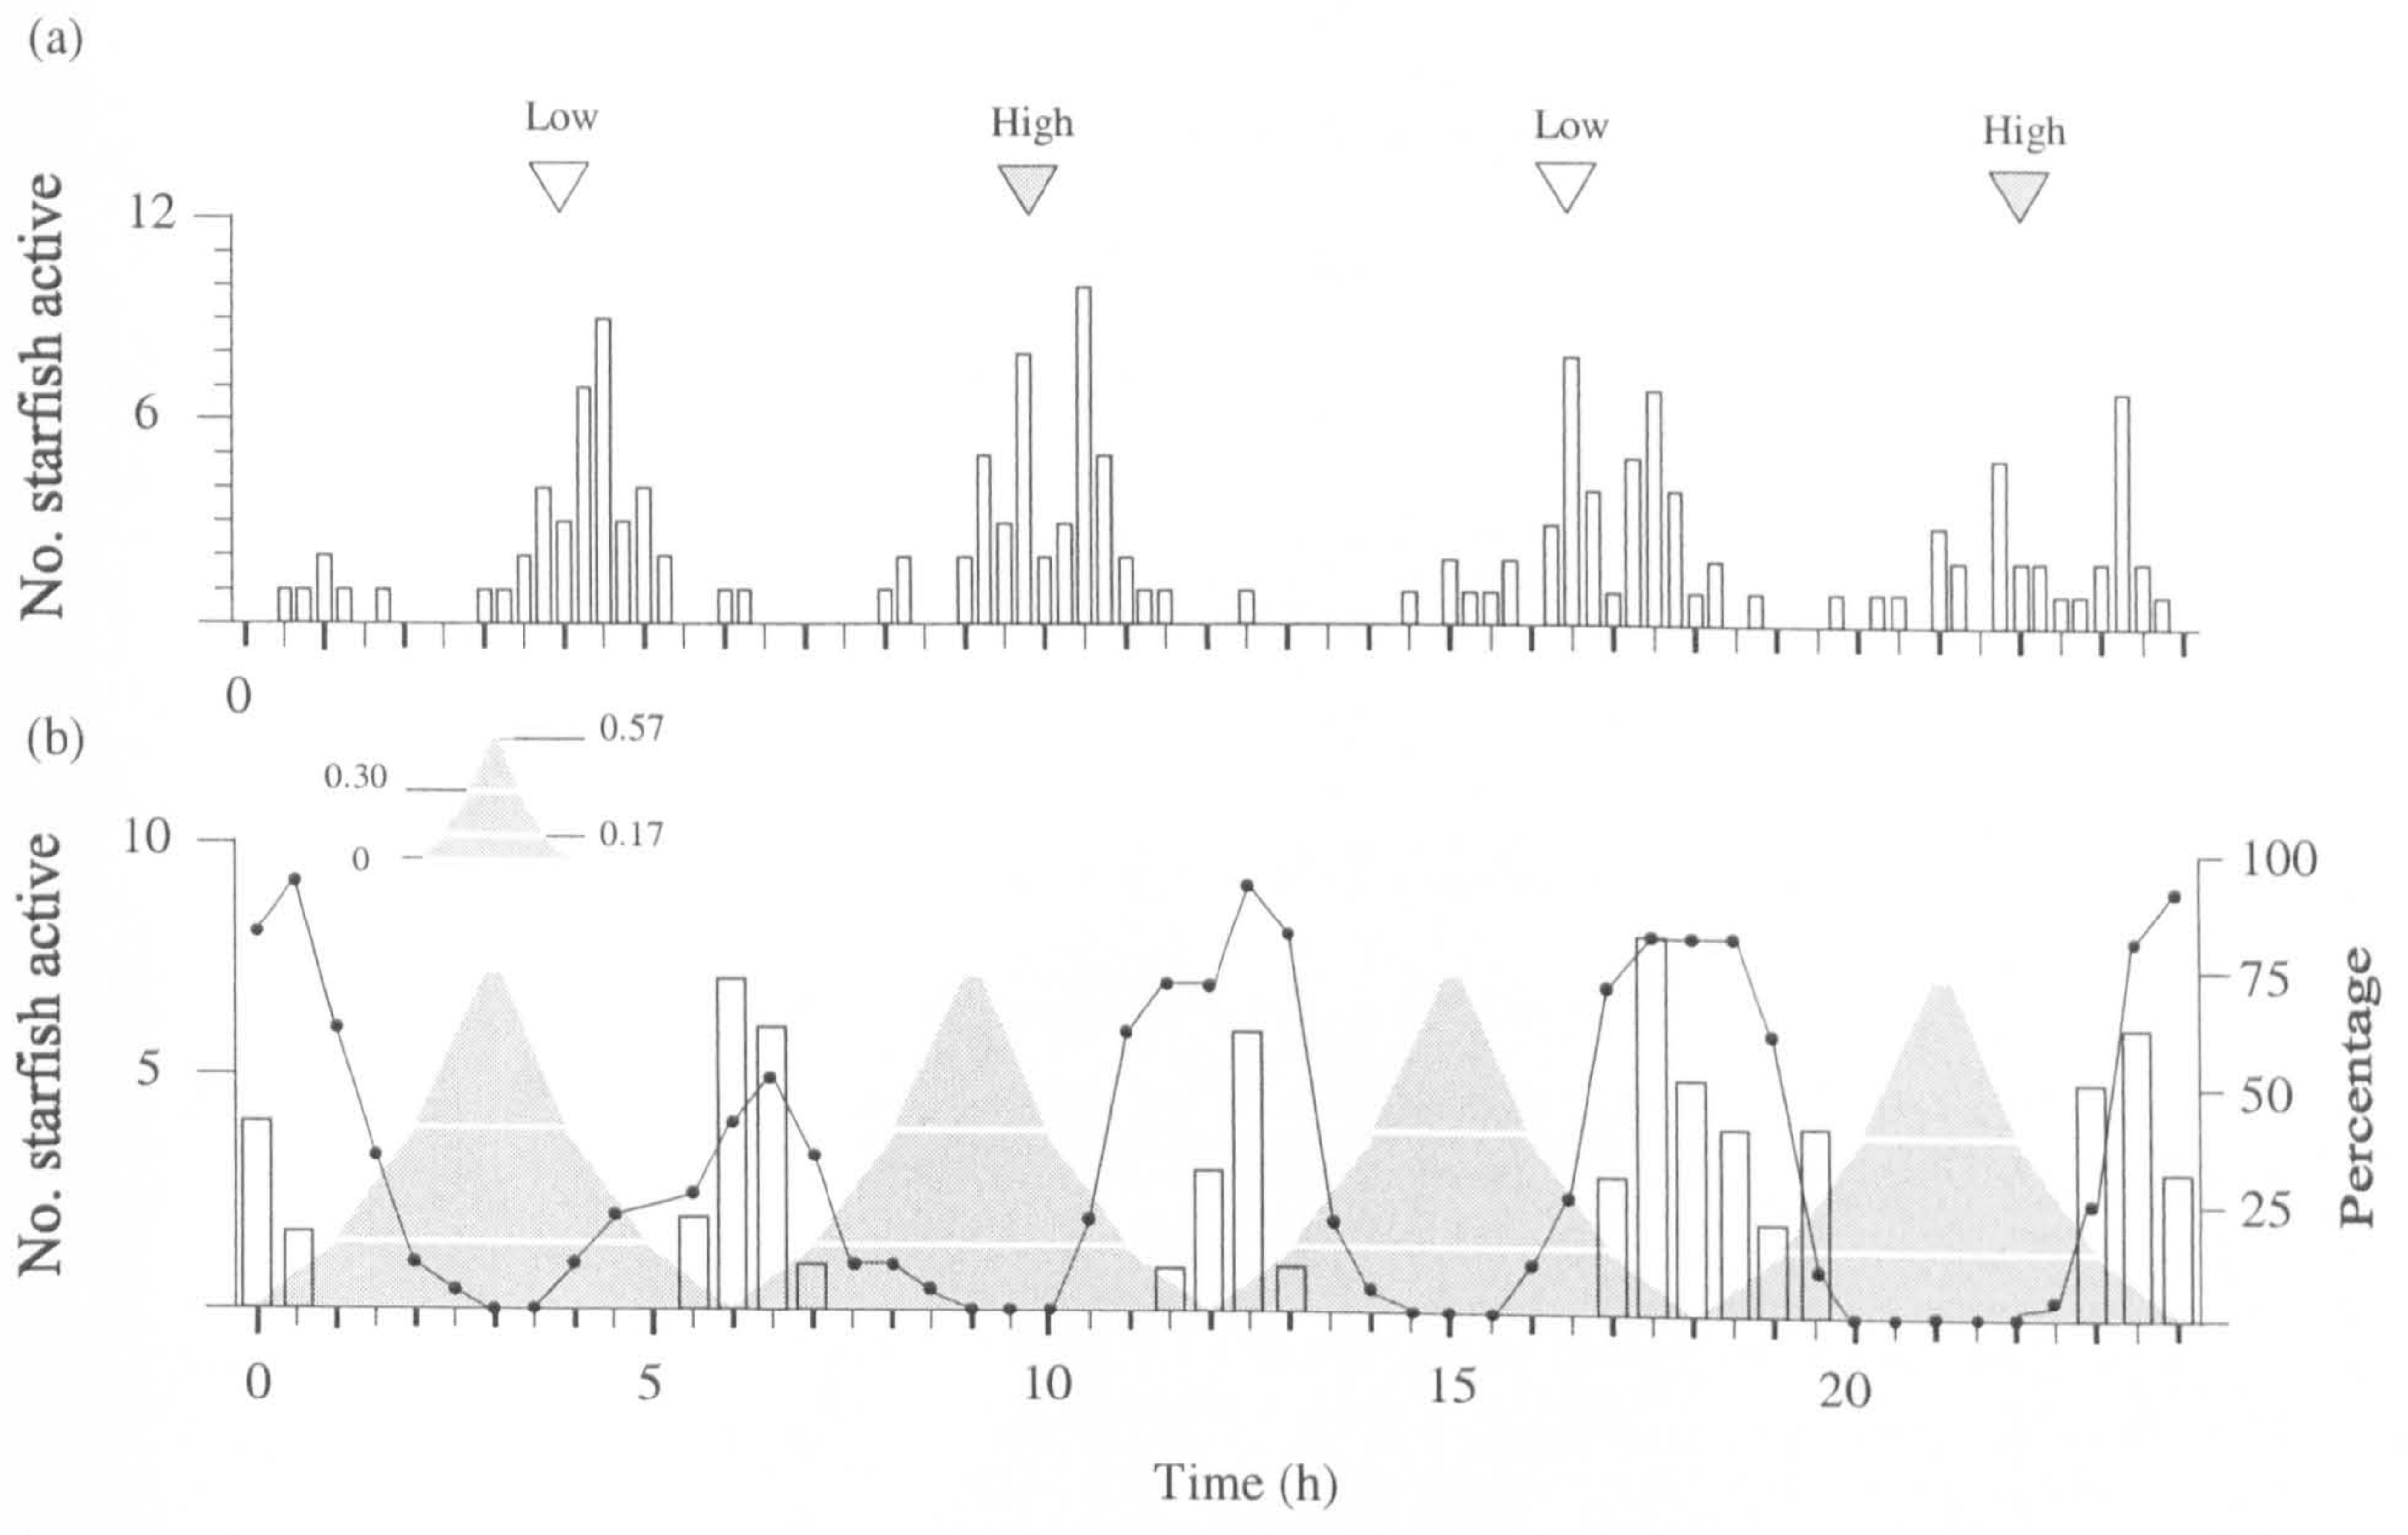 (a)
Low High Low High
No. starfish active
12
6
0
(b)
0.57
0.30
0.17
0
No. starfish active
10
5
100
75
50
25
Percentage
0 5 10 15 20
Time (h)